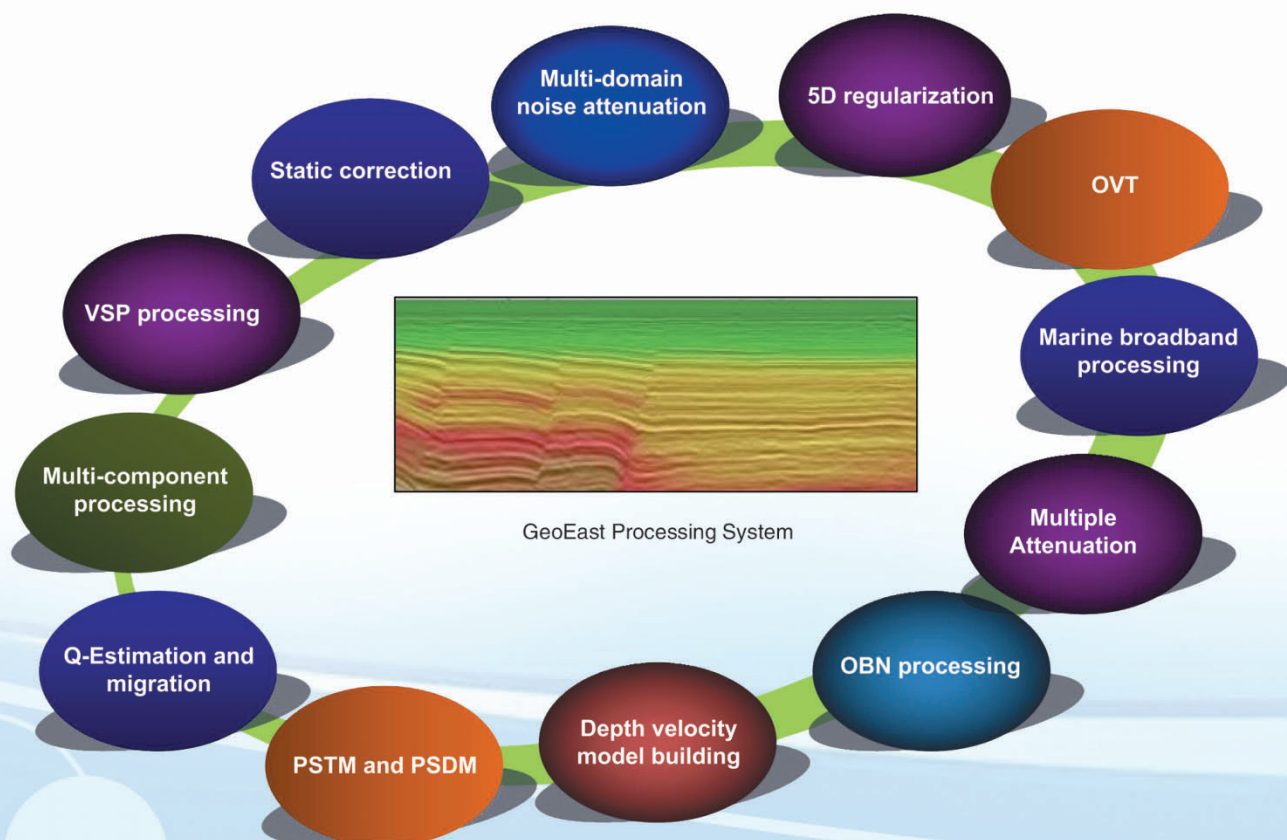 Multi-domain
noise attenuation
5D regularization
Static correction
OVT
VSP processing
Marine broadband
processing
Multi-component
processing
GeoEast Processing System
Multiple
Attenuation
Q-Estimation and
migration
OBN processing
PSTM and PSDM
Depth velocity
model building